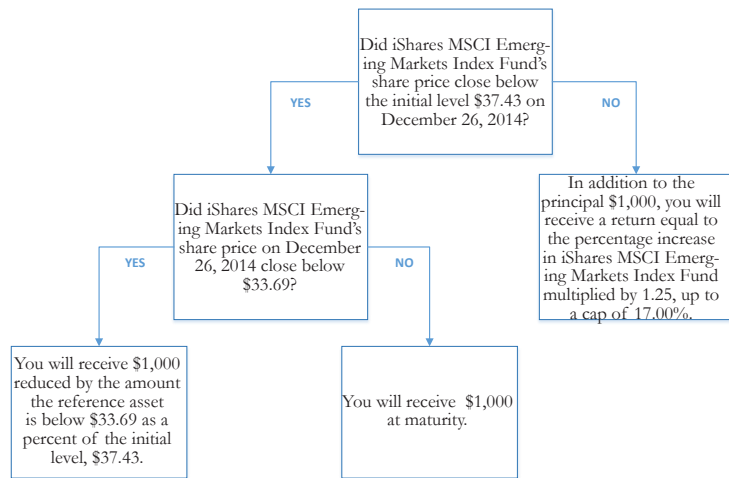 Did iShares MSCI Emerg-
ing Markets Index Fund's
share price close below
the initial level $37.43 on
December 26, 2014?
YES
NO
Did iShares MSCI Emerg-
ing Markets Index Fund's
share price on December
26, 2014 close below
$33.69?
In addition to the
principal $1,000, you will
receive a return equal to
the percentage increase
in iShares MSCI Emerg-
ing Markets Index Fund
multiplied by 1.25, up to
a cap of 17.00%.
YES
NO
You will receive $1,000
reduced by the amount
the reference asset
is below $33.69 as a
percent of the initial
level, $37.43.
You will receive $1,000
at maturity.